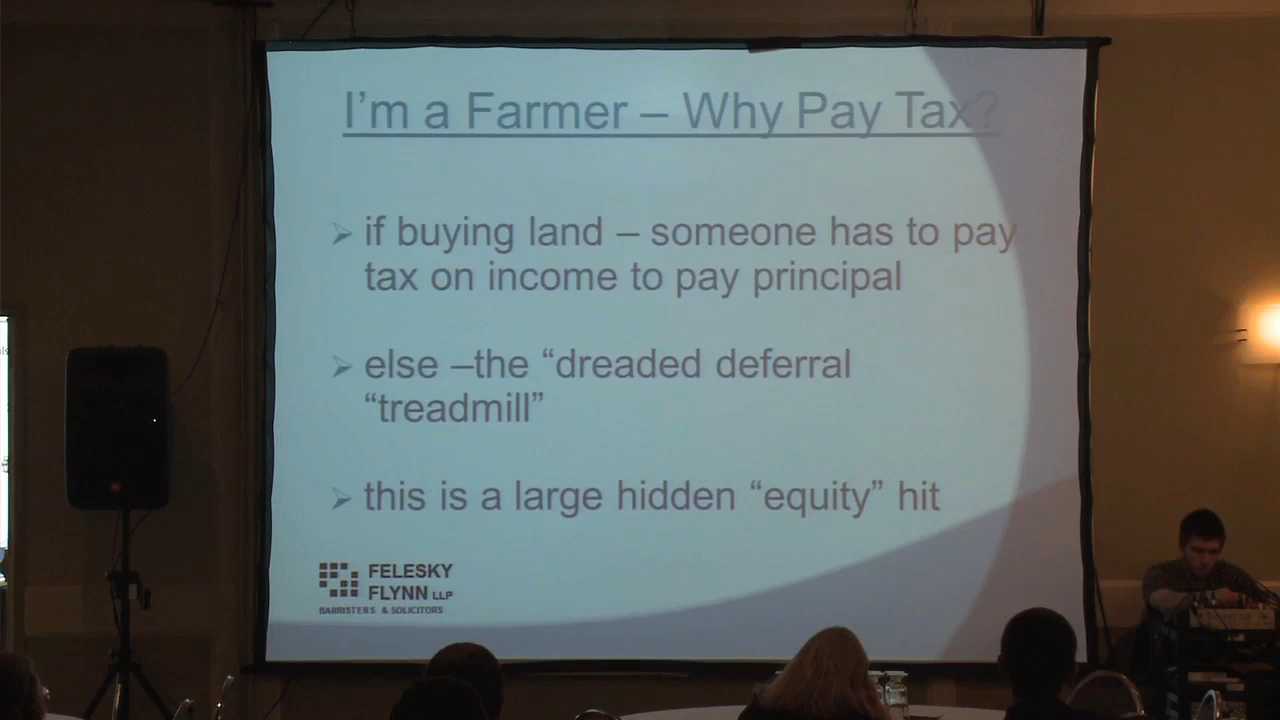 I'm a Farmer – Why Pay Tax?
if buying land – someone has to pay
tax on income to pay principal
else –the “dreaded deferral
“treadmill”
this is a large hidden “equity” hit
FELESKY
FLYNN LLP
BARRISTERS & SOLICITORS